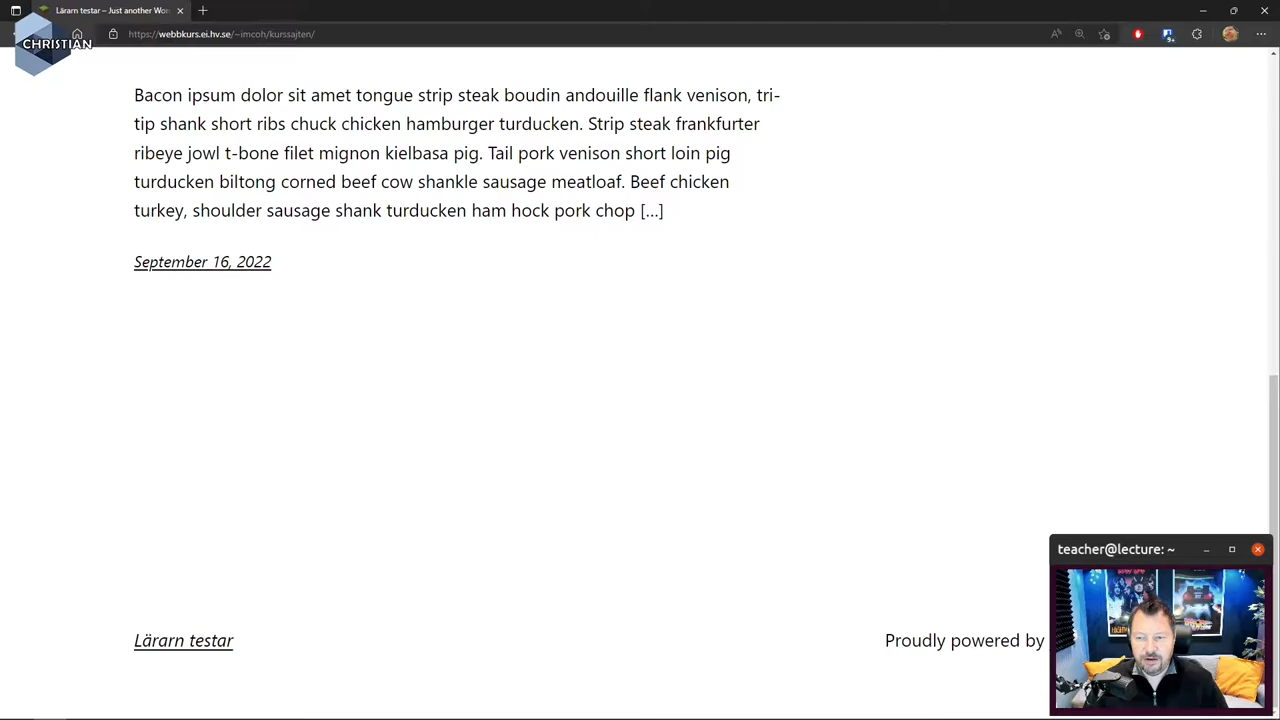 Lärarn testar – Just another Wor
https://webbkurs.ei.hv.se/~imcoh/kurssajten/
CHRISTIAN
Bacon ipsum dolor sit amet tongue strip steak boudin andouille flank venison, tri-
tip shank short ribs chuck chicken hamburger turducken. Strip steak frankfurter
ribeye jowl t-bone filet mignon kielbasa pig. Tail pork venison short loin pig
turducken biltong corned beef cow shankle sausage meatloaf. Beef chicken
turkey, shoulder sausage shank turducken ham hock pork chop […]
September 16, 2022
teacher@lecture: ~
Lärarn testar
Proudly powered by